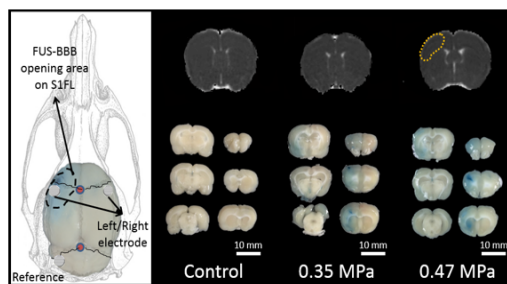 FUS-BBB
opening area
on S1FL
Left/Right
electrode
Reference
10 mm
10 mm
10 mm
Control
0.35 MPa
0.47 MPa